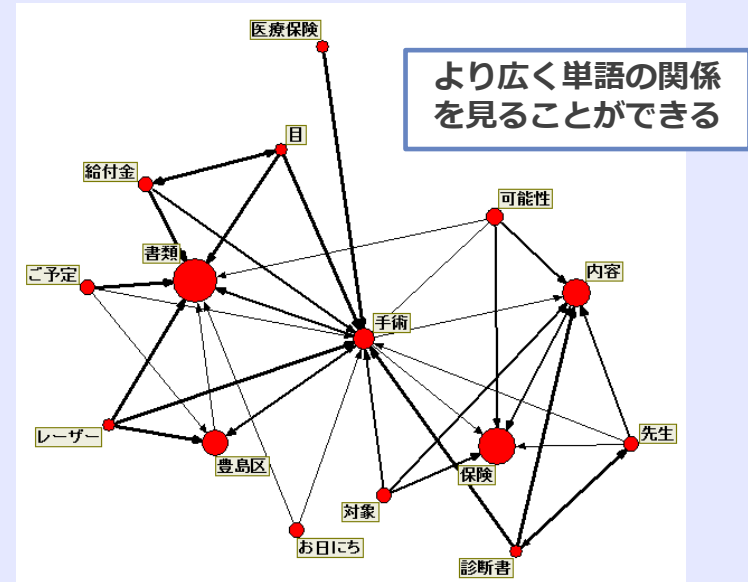 医療保険
より広く単語の関係
を見ることができる
目
給付金
可能性
書類
ご予定
内容
手術
レーザー
豊島区
先生
保険
対象
お日にち
診断書